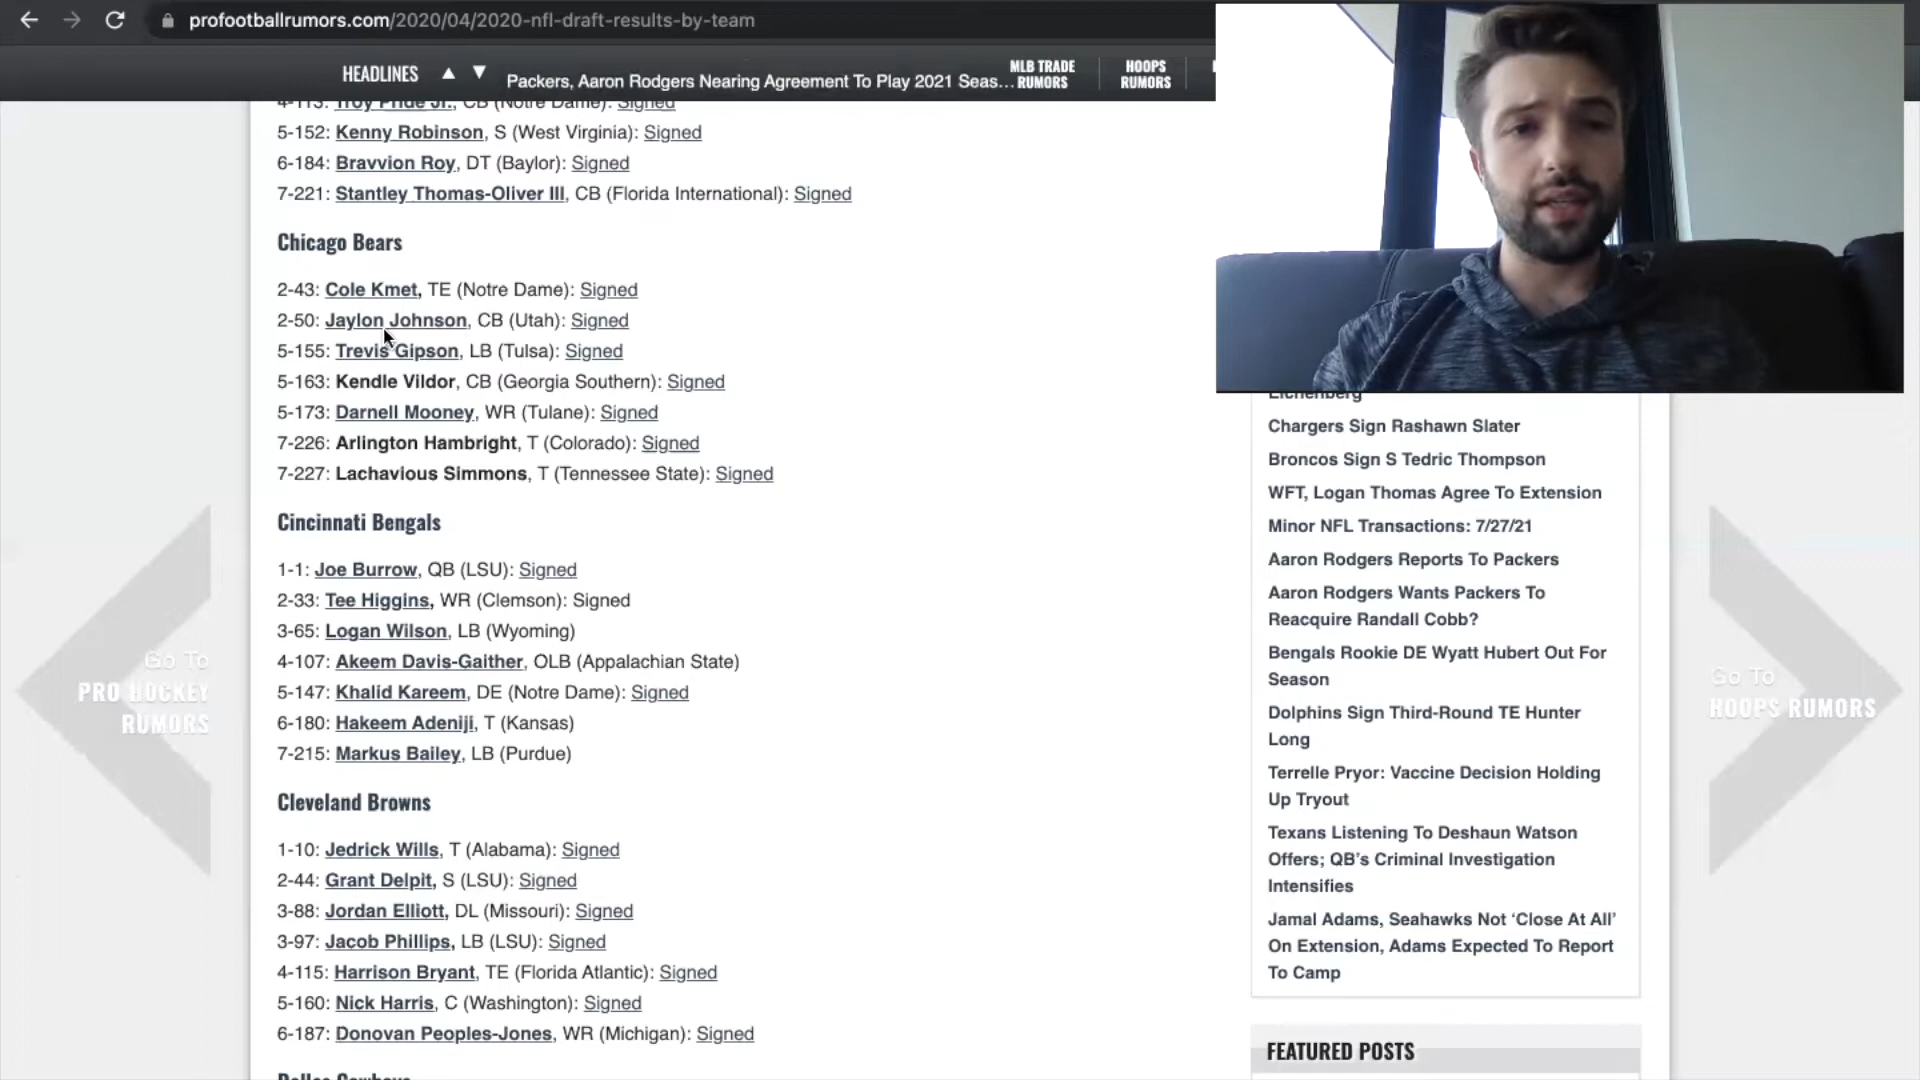 profootballrumors.com/2020/04/2020-nfl-draft-results-by-team
HEADLINES ▲ ▼ Packers, Aaron Rodgers Nearing Agreement To Play 2021 Seas…
MLB TRADE
RUMORS
HOOPS
RUMORS
4-113: Troy Pride Jr., CB (Notre Dame): Signed
5-152: Kenny Robinson, S (West Virginia): Signed
6-184: Bravvion Roy, DT (Baylor): Signed
7-221: Stantley Thomas-Oliver III, CB (Florida International): Signed
Chicago Bears
2-43: Cole Kmet, TE (Notre Dame): Signed
2-50: Jaylon Johnson, CB (Utah): Signed
5-155: Trevis Gipson, LB (Tulsa): Signed
5-163: Kendle Vildor, CB (Georgia Southern): Signed
5-173: Darnell Mooney, WR (Tulane): Signed
7-226: Arlington Hambright, T (Colorado): Signed
7-227: Lachavious Simmons, T (Tennessee State): Signed
Cincinnati Bengals
1-1: Joe Burrow, QB (LSU): Signed
2-33: Tee Higgins, WR (Clemson): Signed
3-65: Logan Wilson, LB (Wyoming)
4-107: Akeem Davis-Gaither, OLB (Appalachian State)
5-147: Khalid Kareem, DE (Notre Dame): Signed
6-180: Hakeem Adeniji, T (Kansas)
7-215: Markus Bailey, LB (Purdue)
Cleveland Browns
1-10: Jedrick Wills, T (Alabama): Signed
2-44: Grant Delpit, S (LSU): Signed
3-88: Jordan Elliott, DL (Missouri): Signed
3-97: Jacob Phillips, LB (LSU): Signed
4-115: Harrison Bryant, TE (Florida Atlantic): Signed
5-160: Nick Harris, C (Washington): Signed
6-187: Donovan Peoples-Jones, WR (Michigan): Signed
Dallas Cowboys
Go To
PRO HOCKEY
RUMORS
Eichenberg
Chargers Sign Rashawn Slater
Broncos Sign S Tedric Thompson
WFT, Logan Thomas Agree To Extension
Minor NFL Transactions: 7/27/21
Aaron Rodgers Reports To Packers
Aaron Rodgers Wants Packers To
Reacquire Randall Cobb?
Bengals Rookie DE Wyatt Hubert Out For
Season
Dolphins Sign Third-Round TE Hunter
Long
Terrelle Pryor: Vaccine Decision Holding
Up Tryout
Texans Listening To Deshaun Watson
Offers; QB’s Criminal Investigation
Intensifies
Jamal Adams, Seahawks Not ‘Close At All’
On Extension, Adams Expected To Report
To Camp
FEATURED POSTS
Go To
HOOPS RUMORS